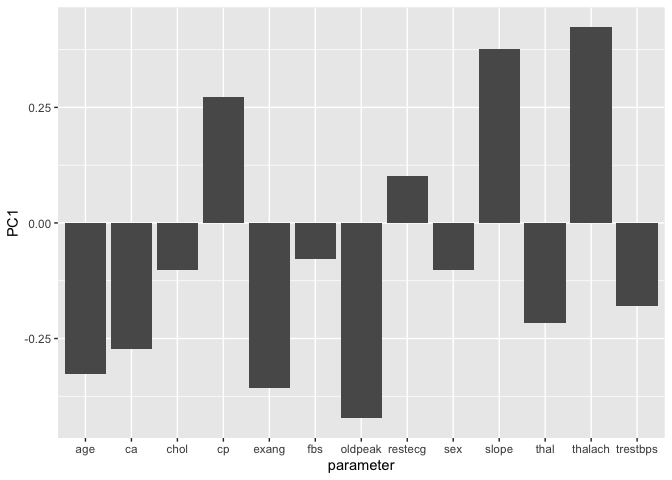 PC1
0.25
0.00
-0.25
age ca chol cp exang fbs oldpeak restecg sex slope thal thalach trestbps
parameter